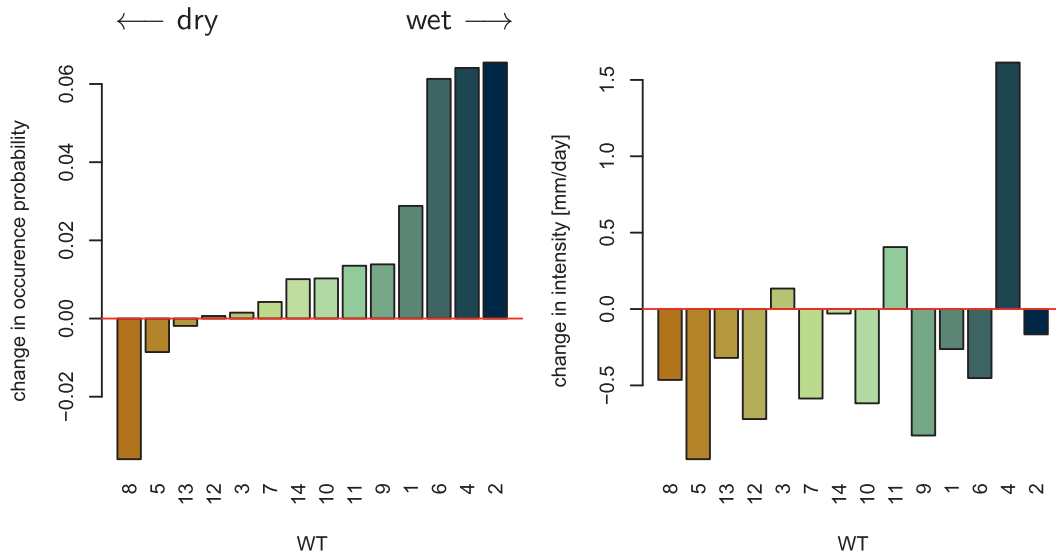 ← dry
wet →
change in occurence probability
0.06
0.04
0.02
0.00
−0.02
8 5 13 12 3 7 14 10 11 9 1 6 4 2
WT
change in intensity [mm/day]
1.5
1.0
0.5
0.0
−0.5
8 5 13 12 3 7 14 10 11 9 1 6 4 2
WT